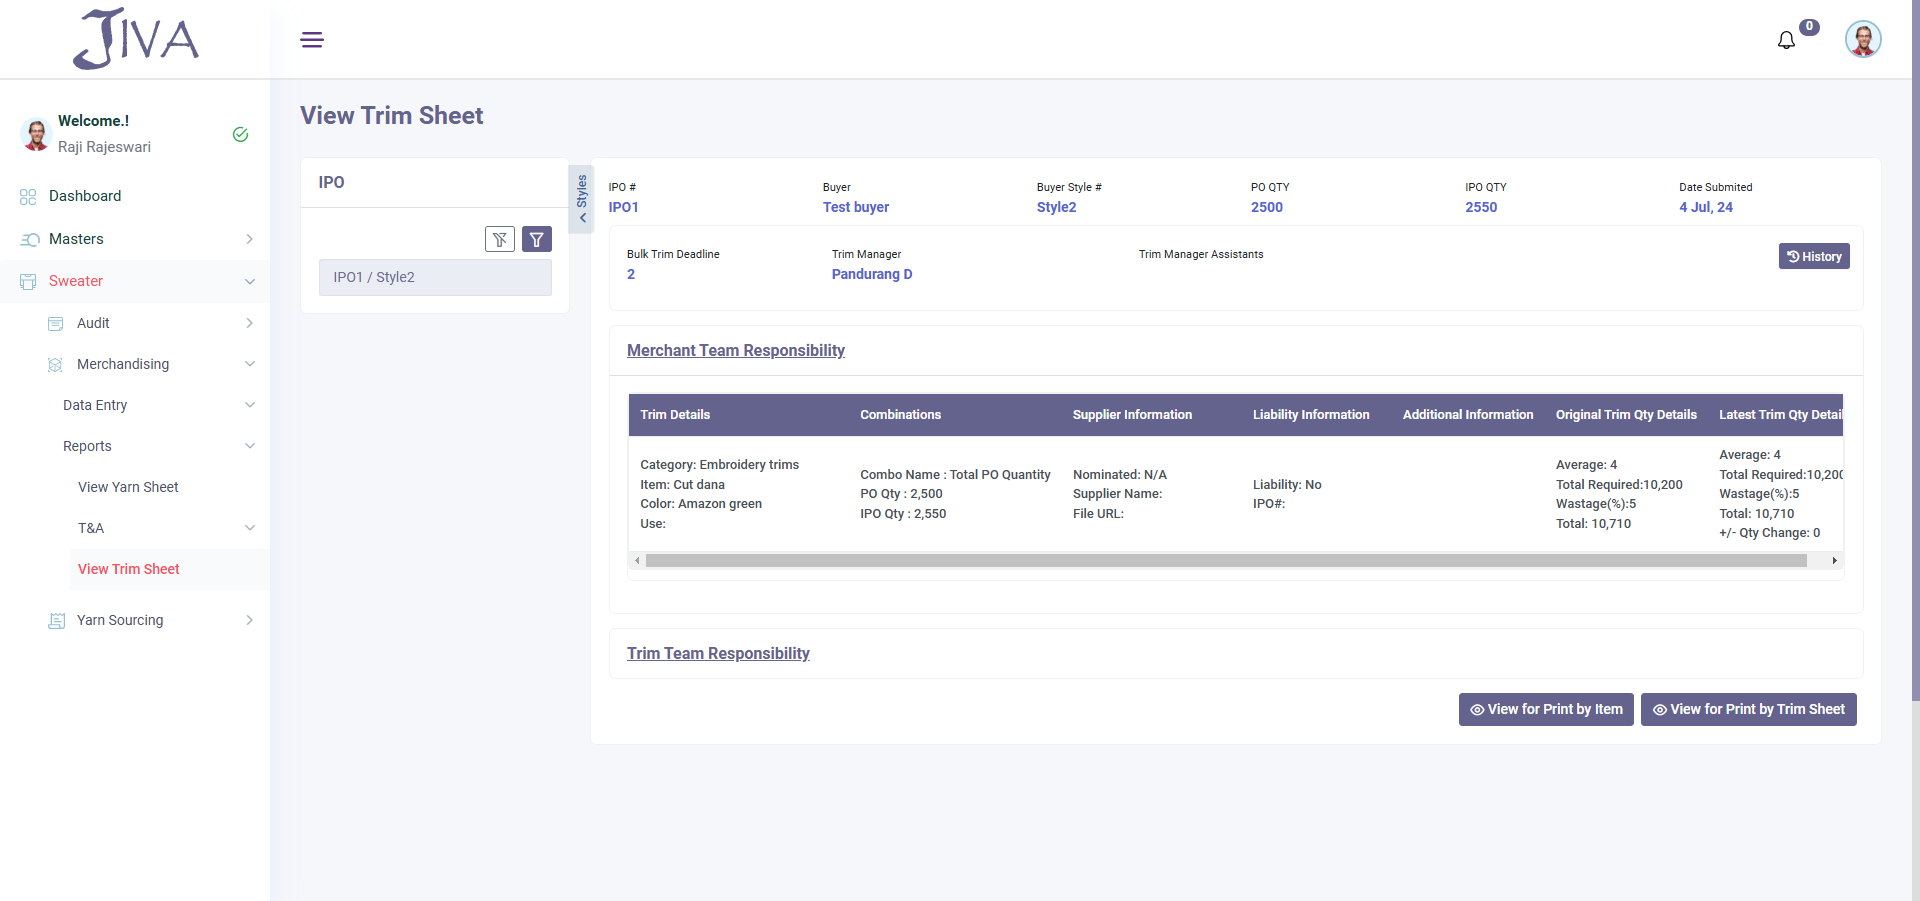 JIVA
0
Welcome.!
Raji Rajeswari
Dashboard
Masters
Sweater
Audit
Merchandising
Data Entry
Reports
View Yarn Sheet
T&A
View Trim Sheet
Yarn Sourcing
View Trim Sheet
IPO
IPO1 / Style2
Styles
IPO # Buyer Buyer Style # PO QTY IPO QTY Date Submited
IPO1 Test buyer Style2 2500 2550 4 Jul, 24
Bulk Trim Deadline Trim Manager Trim Manager Assistants
2 Pandurang D
History
Merchant Team Responsibility
Trim Details Combinations Supplier Information Liability Information Additional Information Original Trim Qty Details Latest Trim Qty Detai
Category: Embroidery trims
Item: Cut dana
Color: Amazon green
Use:
Combo Name : Total PO Quantity
PO Qty : 2,500
IPO Qty : 2,550
Nominated: N/A
Supplier Name:
File URL:
Liability: No
IPO#:
Average: 4
Total Required:10,200
Wastage(%):5
Total: 10,710
Average: 4
Total Required:10,200
Wastage(%):5
Total: 10,710
+/- Qty Change: 0
Trim Team Responsibility
View for Print by Item View for Print by Trim Sheet